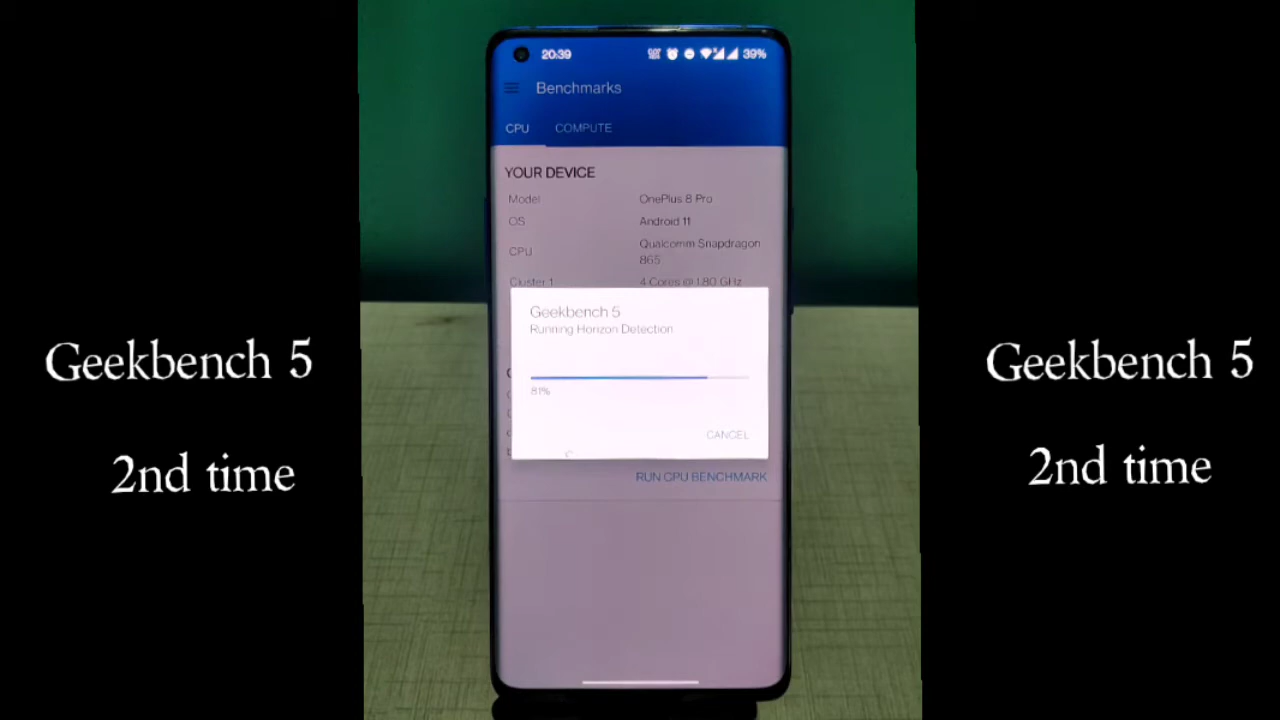 20:39
39%
Benchmarks
CPU COMPUTE
YOUR DEVICE
Model OnePlus 8 Pro
OS Android 11
CPU Qualcomm Snapdragon
865
Cluster 1 4 Cores @ 1.80 GHz
Geekbench 5
Running Horizon Detection
81%
CANCEL
RUN CPU BENCHMARK
Geekbench 5
2nd time
Geekbench 5
2nd time